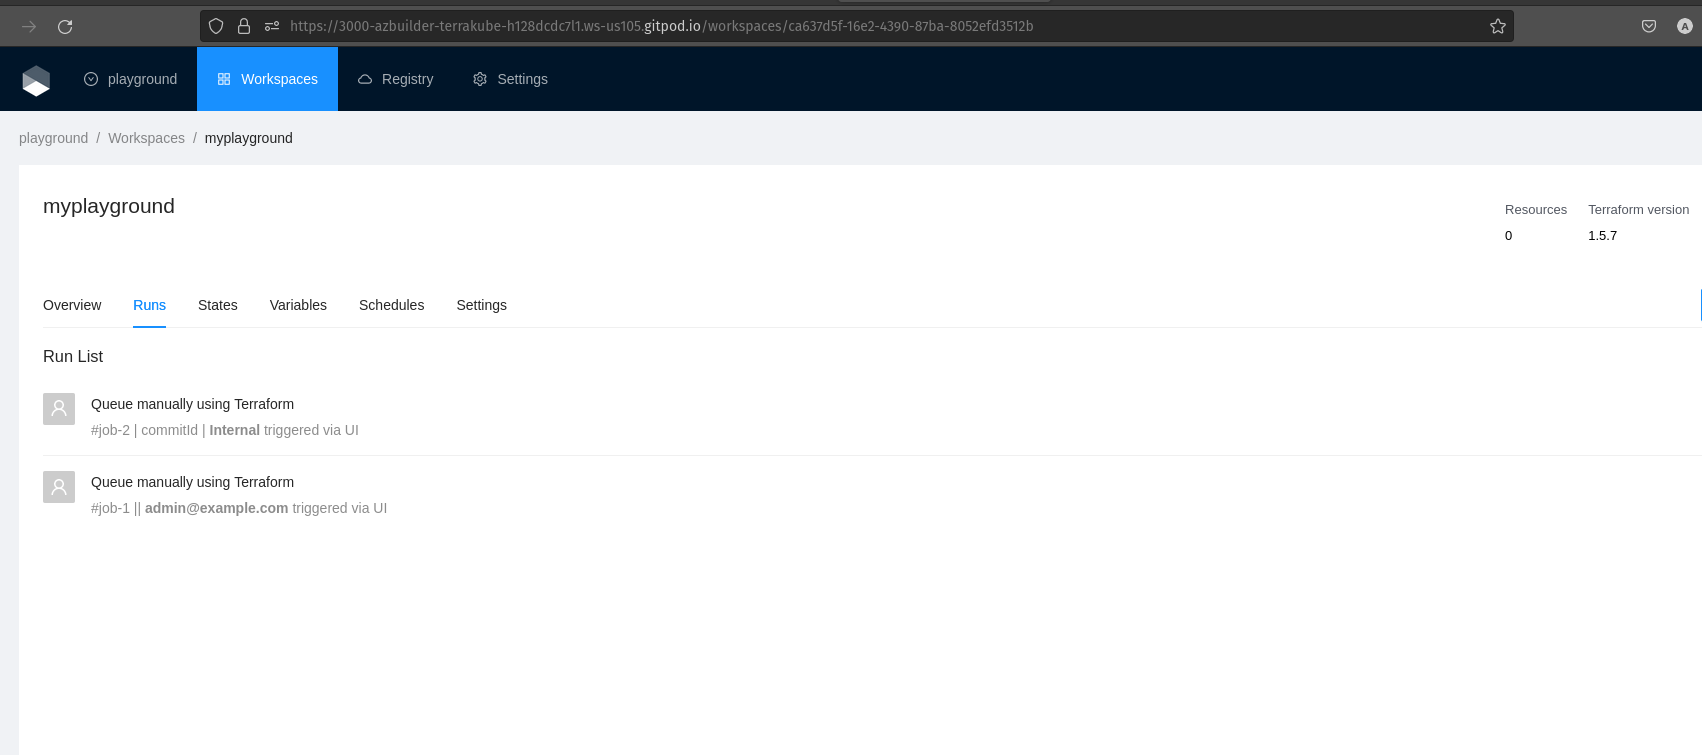 https://3000-azbuilder-terrakube-h128dcdc7l1.ws-us105.gitpod.io/workspaces/ca637d5f-16e2-4390-87ba-8052efd3512b
A
playground Workspaces Registry Settings
playground / Workspaces / myplayground
myplayground
Resources Terraform version
0 1.5.7
Overview Runs States Variables Schedules Settings
Run List
Queue manually using Terraform
#job-2 | commitId | Internal triggered via UI
Queue manually using Terraform
#job-1 || admin@example.com triggered via UI